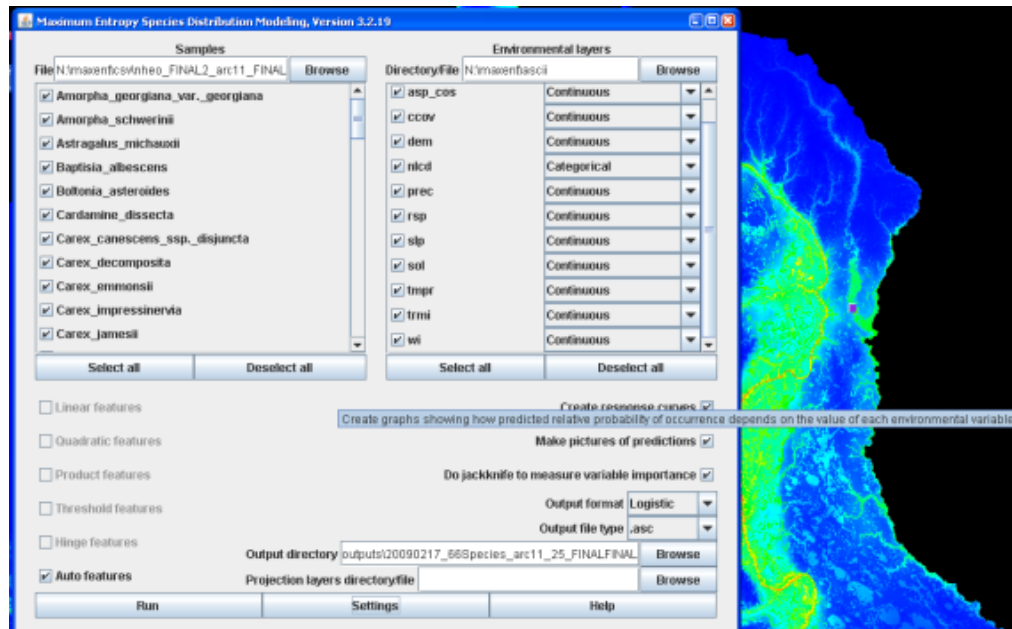 Maximum Entropy Species Distribution Modeling, Version 3.2.19
Samples
File N:\maxent\csv\nheo_FINAL2_arc11_FINAL Browse
Amorpha_georgiana_var._georgiana
Amorpha_schwerinii
Astragalus_michauxii
Baptisia_albescens
Boltonia_asteroides
Cardamine_dissecta
Carex_canescens_ssp._disjuncta
Carex_decomposita
Carex_emmonsii
Carex_impressinervia
Carex_jamesii
Select all Deselect all
Environmental layers
Directory/File N:\maxent\ascii Browse
asp_cos Continuous
ccov Continuous
dem Continuous
nlcd Categorical
prec Continuous
rsp Continuous
slp Continuous
sol Continuous
tmpr Continuous
trmi Continuous
wi Continuous
Select all Deselect all
Linear features
Quadratic features
Product features
Threshold features
Hinge features
Auto features
Create response curves
Create graphs showing how predicted relative probability of occurrence depends on the value of each environmental variable
Make pictures of predictions
Do jackknife to measure variable importance
Output format Logistic
Output file type .asc
Output directory outputs\20090217_66Species_arc11_25_FINALFINAL Browse
Projection layers directory/file Browse
Run Settings Help